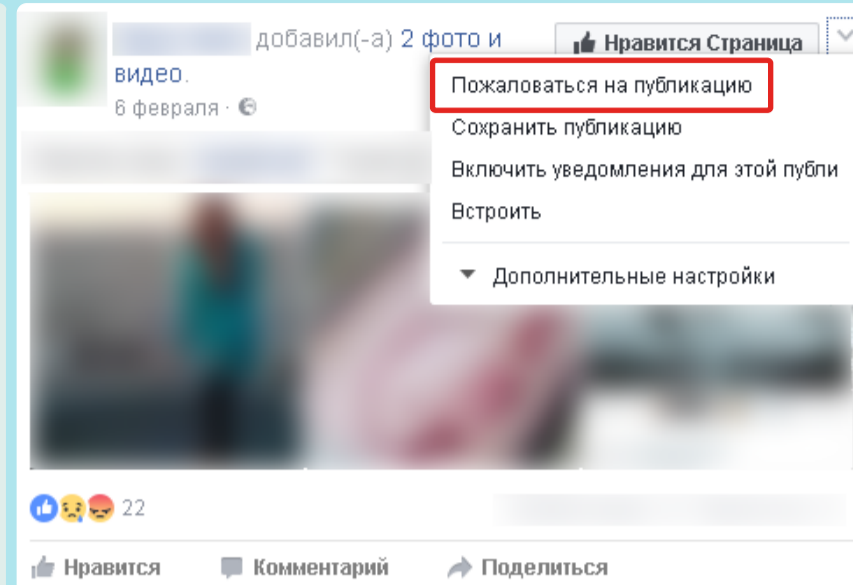 добавил(-а) 2 фото и
видео.
6 февраля ·
Нравится Страница
Пожаловаться на публикацию
Сохранить публикацию
Включить уведомления для этой публи
Встроить
Дополнительные настройки
22
Нравится
Комментарий
Поделиться